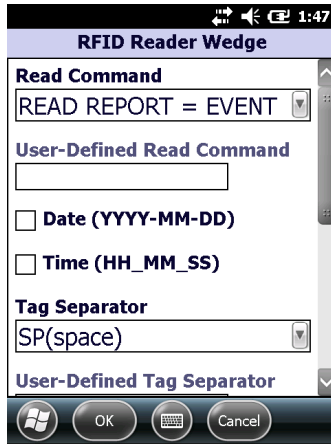 1:47
RFID Reader Wedge
Read Command
READ REPORT = EVENT
User-Defined Read Command
Date (YYYY-MM-DD)
Time (HH_MM_SS)
Tag Separator
SP(space)
User-Defined Tag Separator
OK
Cancel